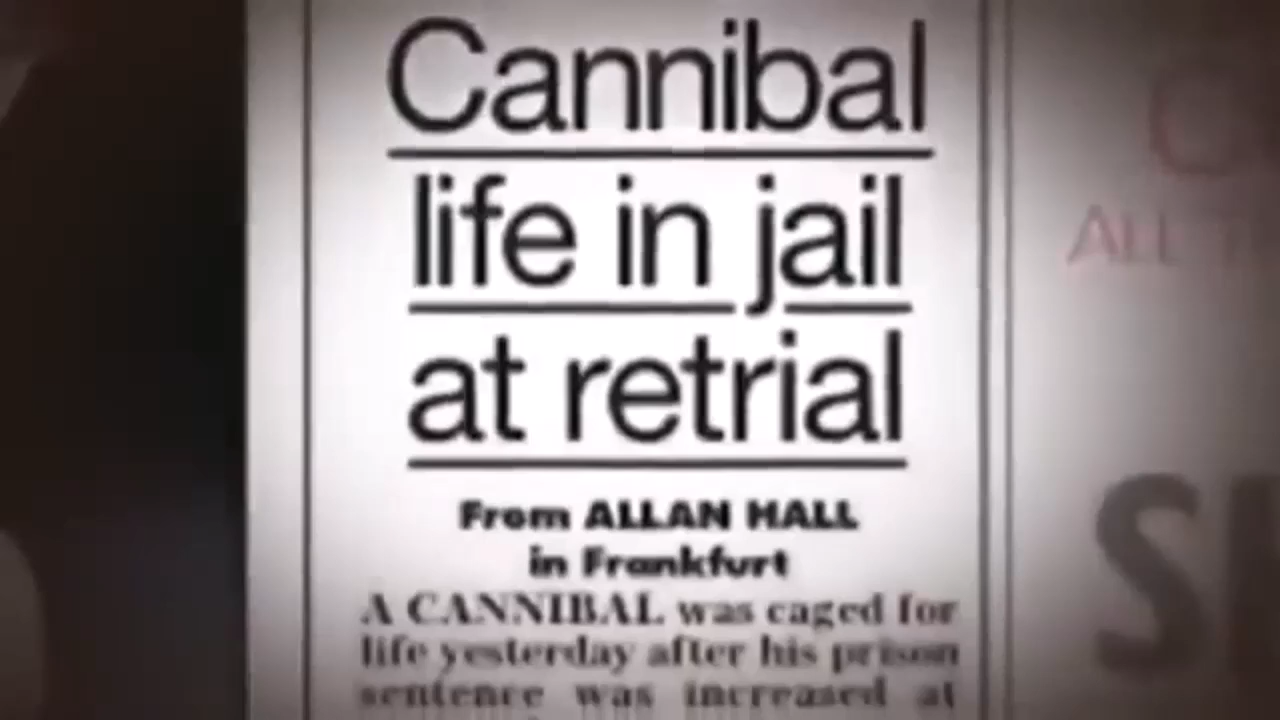 Cannibal
life in jail
at retrial
From ALLAN HALL
in Frankfurt
A CANNIBAL was caged for
life yesterday after his prison
sentence was increased at
ALL